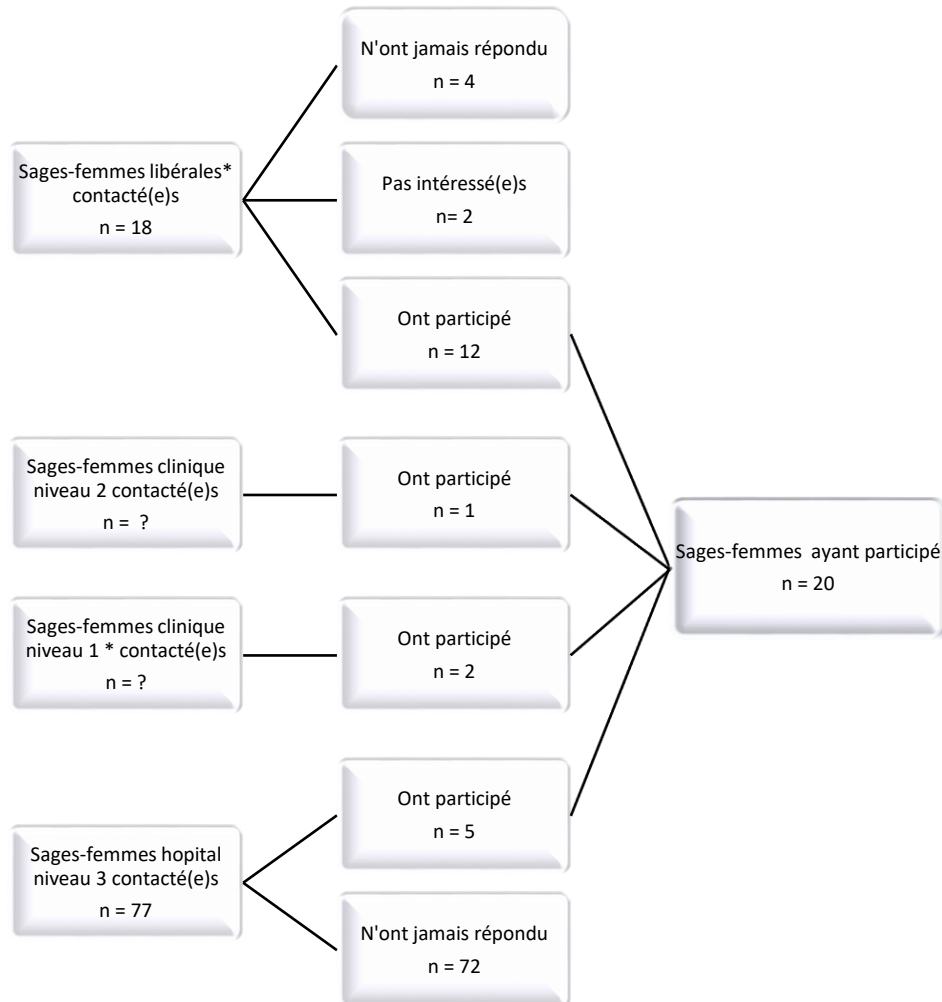 N'ont jamais répondu
n = 4
Sages-femmes libérales*
contacté(e)s
n = 18
Pas intéressé(e)s
n= 2
Ont participé
n = 12
Sages-femmes clinique
niveau 2 contacté(e)s
n = ?
Ont participé
n = 1
Sages-femmes ayant participé
n = 20
Sages-femmes clinique
niveau 1 * contacté(e)s
n = ?
Ont participé
n = 2
Ont participé
n = 5
Sages-femmes hopital
niveau 3 contacté(e)s
n = 77
N'ont jamais répondu
n = 72